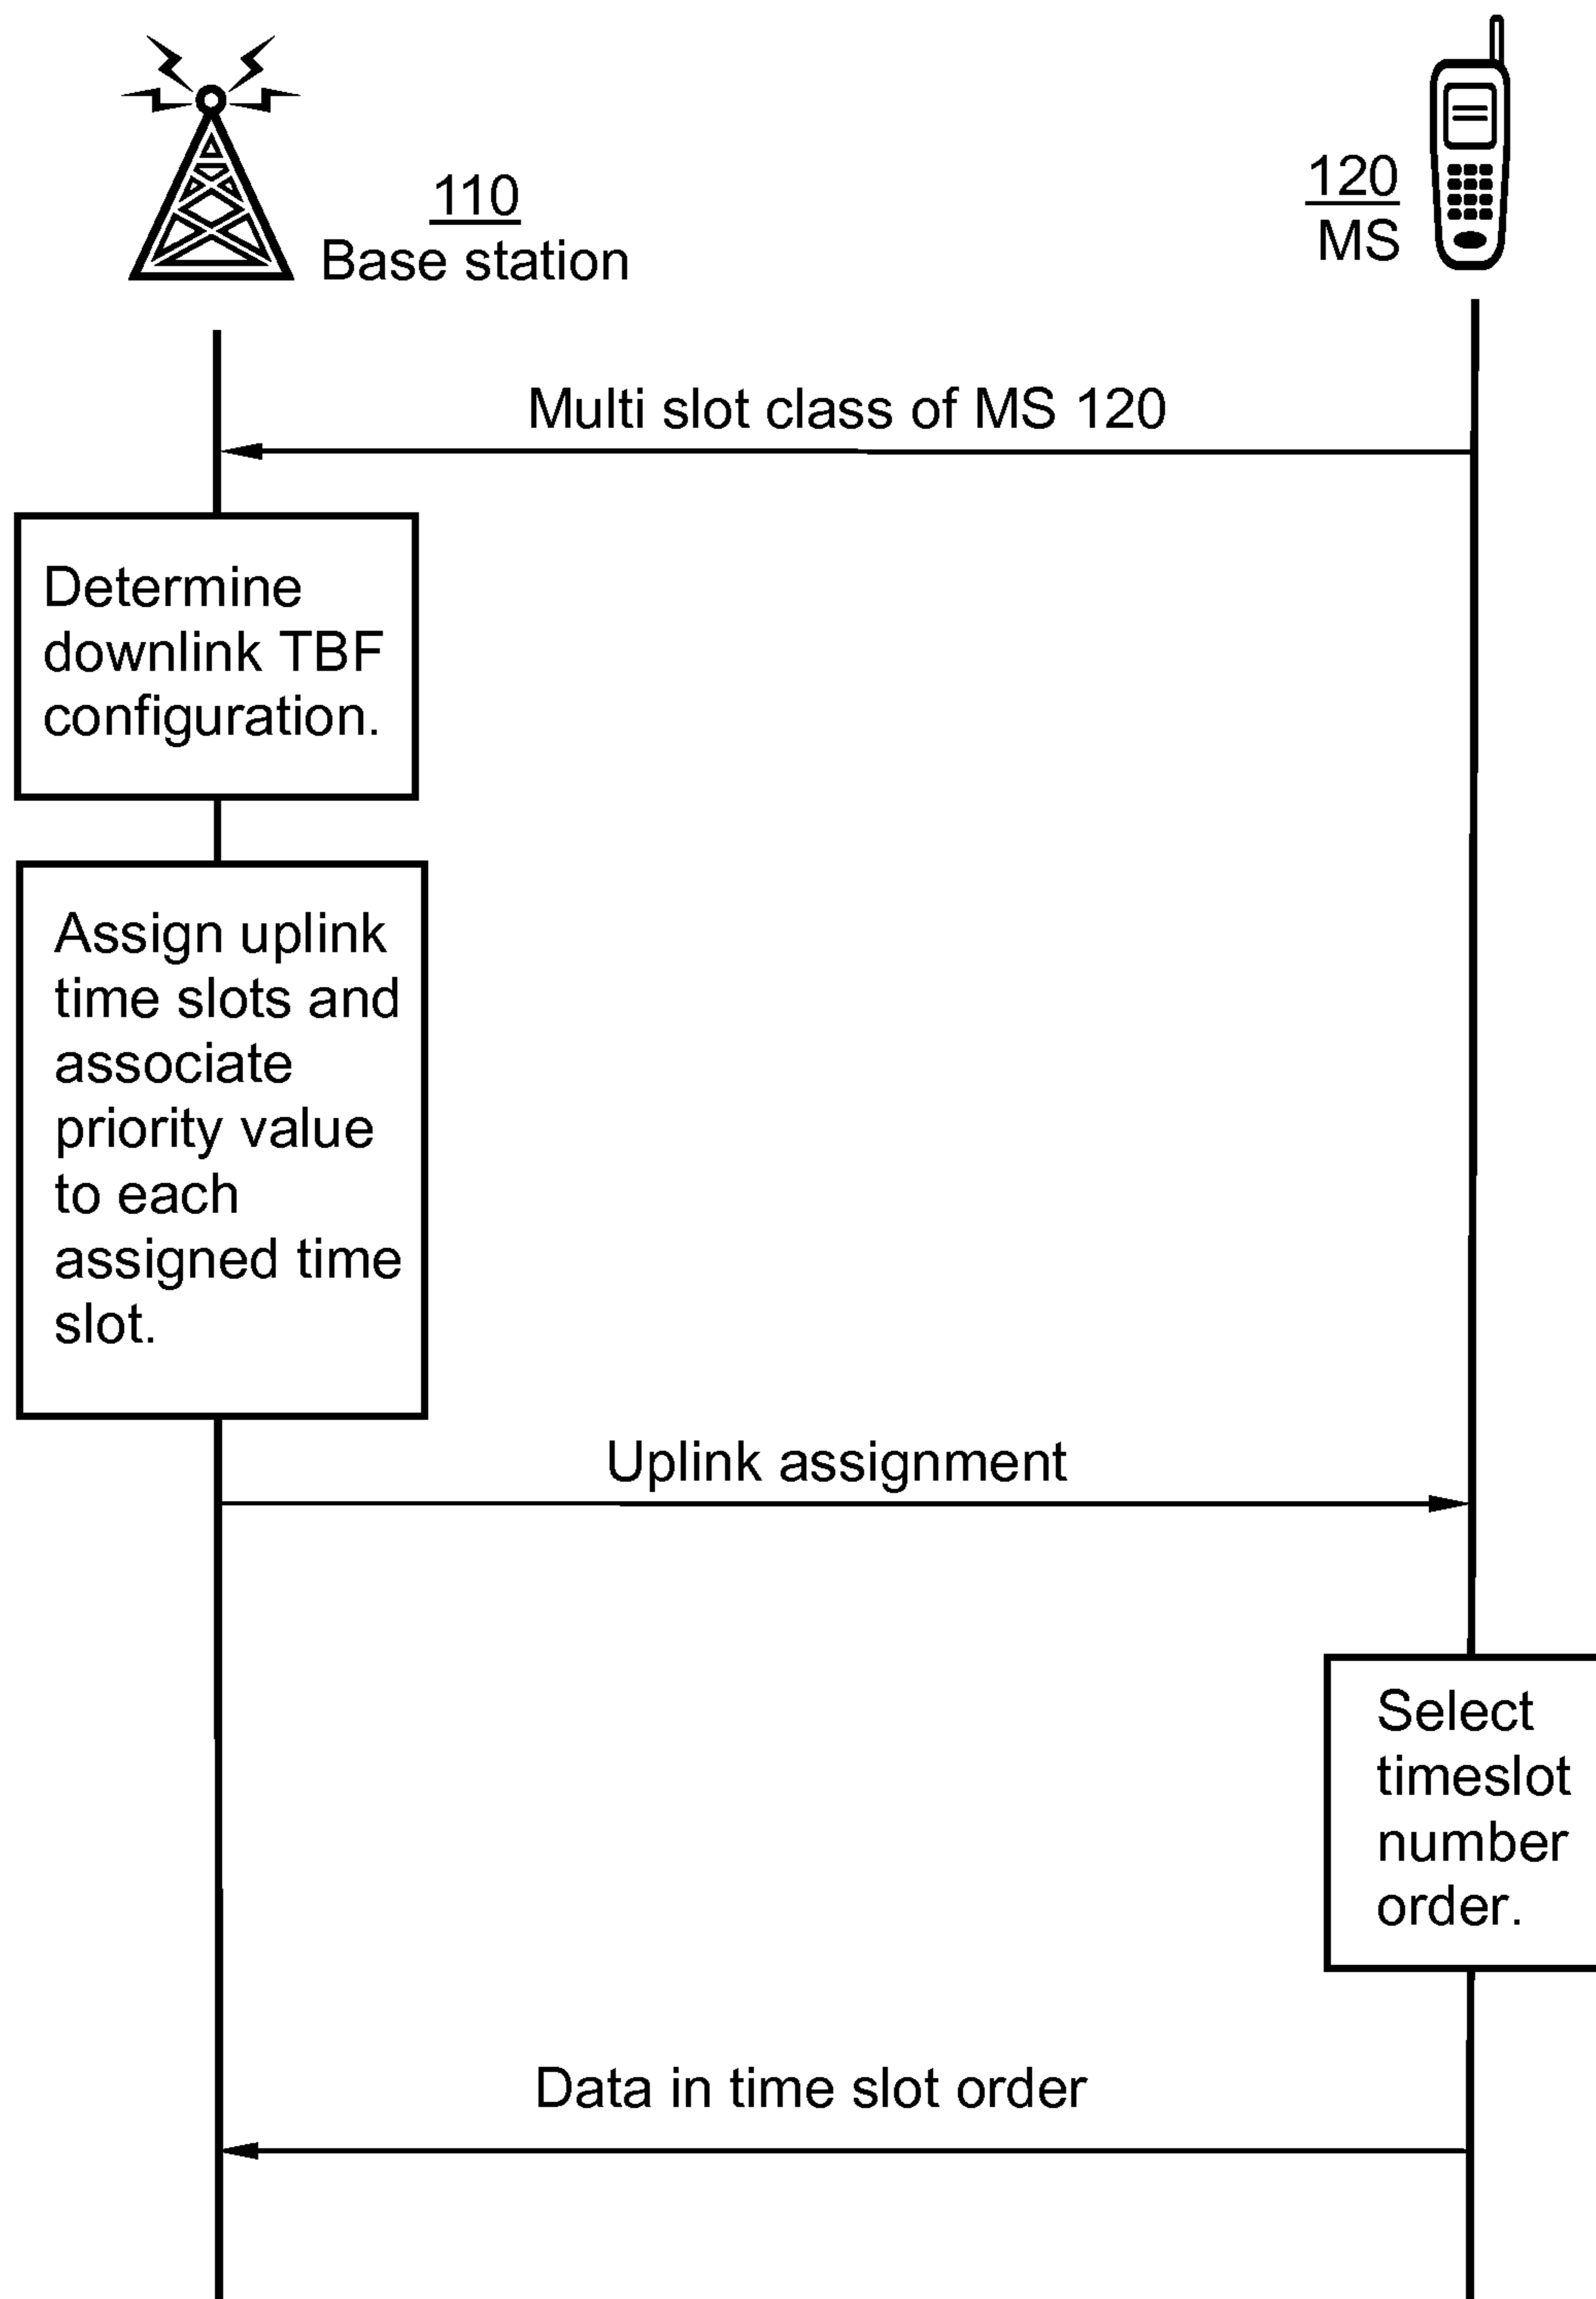 110
Base station
120
MS
Multi slot class of MS 120
Determine
downlink TBF
configuration.
Assign uplink
time slots and
associate
priority value
to each
assigned time
slot.
Uplink assignment
Select
timeslot
number
order.
Data in time slot order